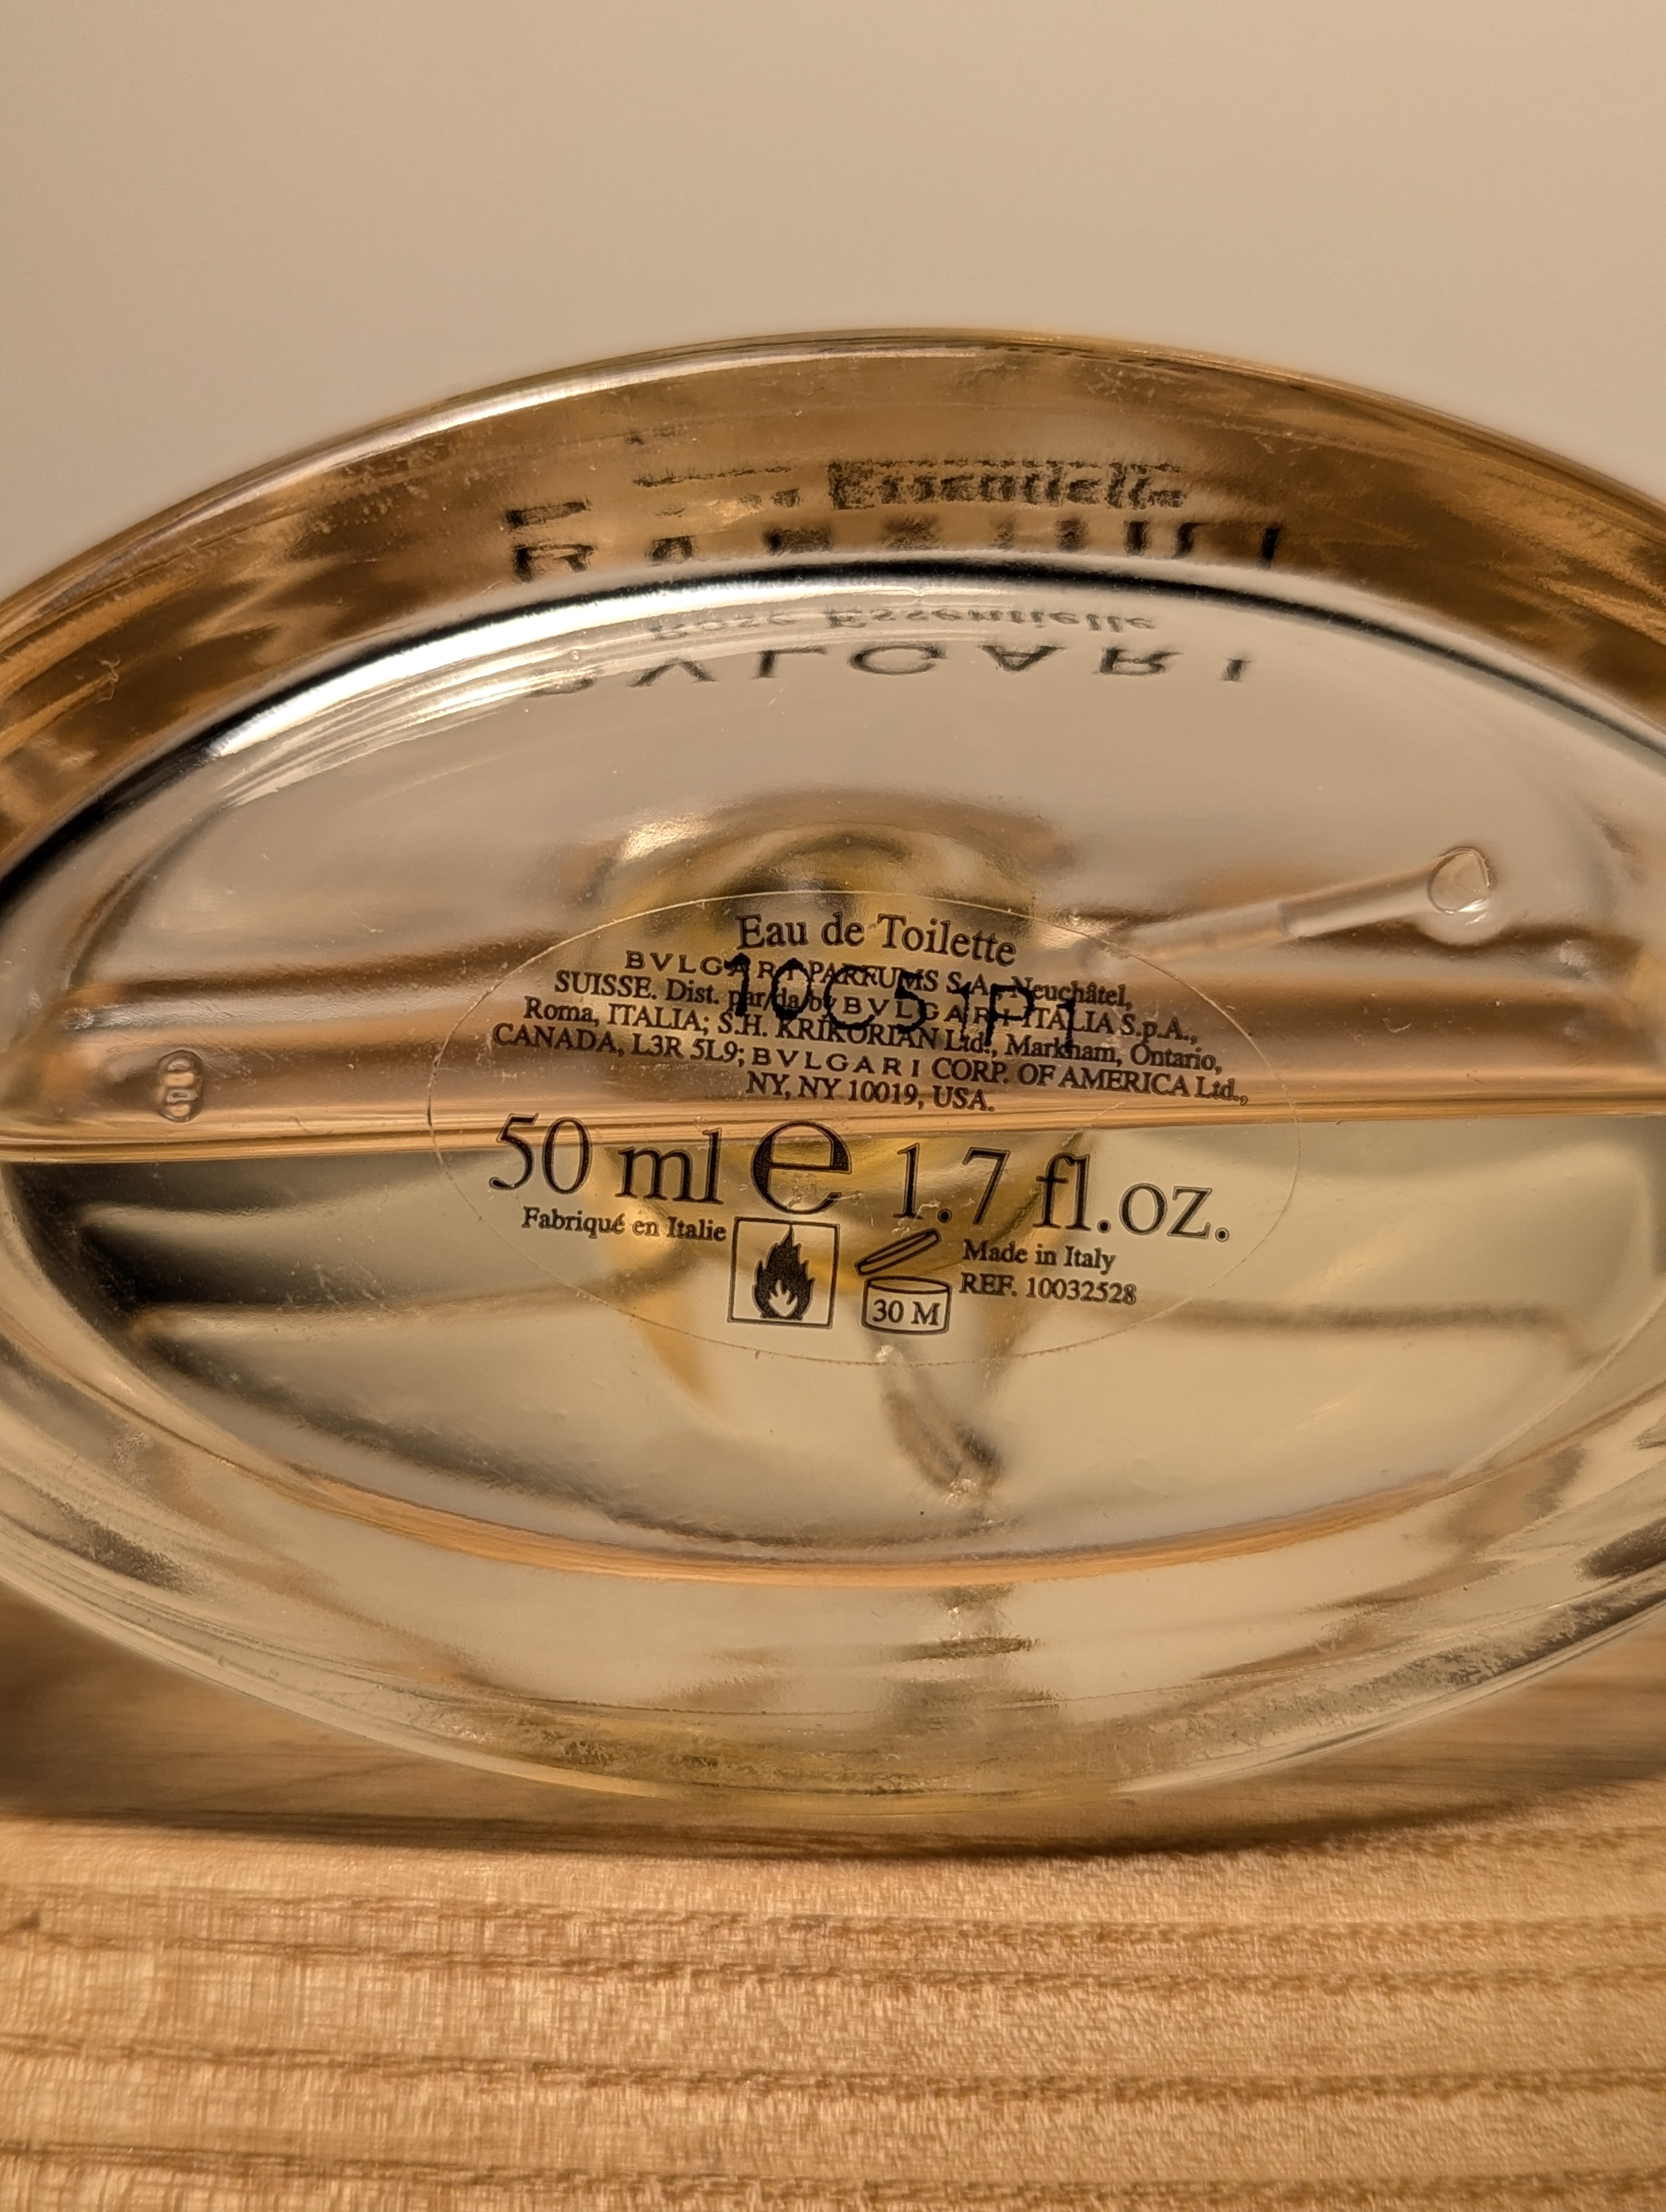 Rose Essentielle
BVLGARI
Eau de Toilette
BVLGARI PARFUMS S.A., Neuchâtel,
10C51P1
SUISSE. Dist. par/da/by BVLGARI ITALIA S.p.A.,
Roma, ITALIA; S.H. KRIKORIAN Ltd., Markham, Ontario,
CANADA, L3R 5L9; BVLGARI CORP. OF AMERICA Ltd.,
NY, NY 10019, USA.
50 ml e 1.7 fl.oz.
Fabriqué en Italie
30 M
Made in Italy
REF. 10032528